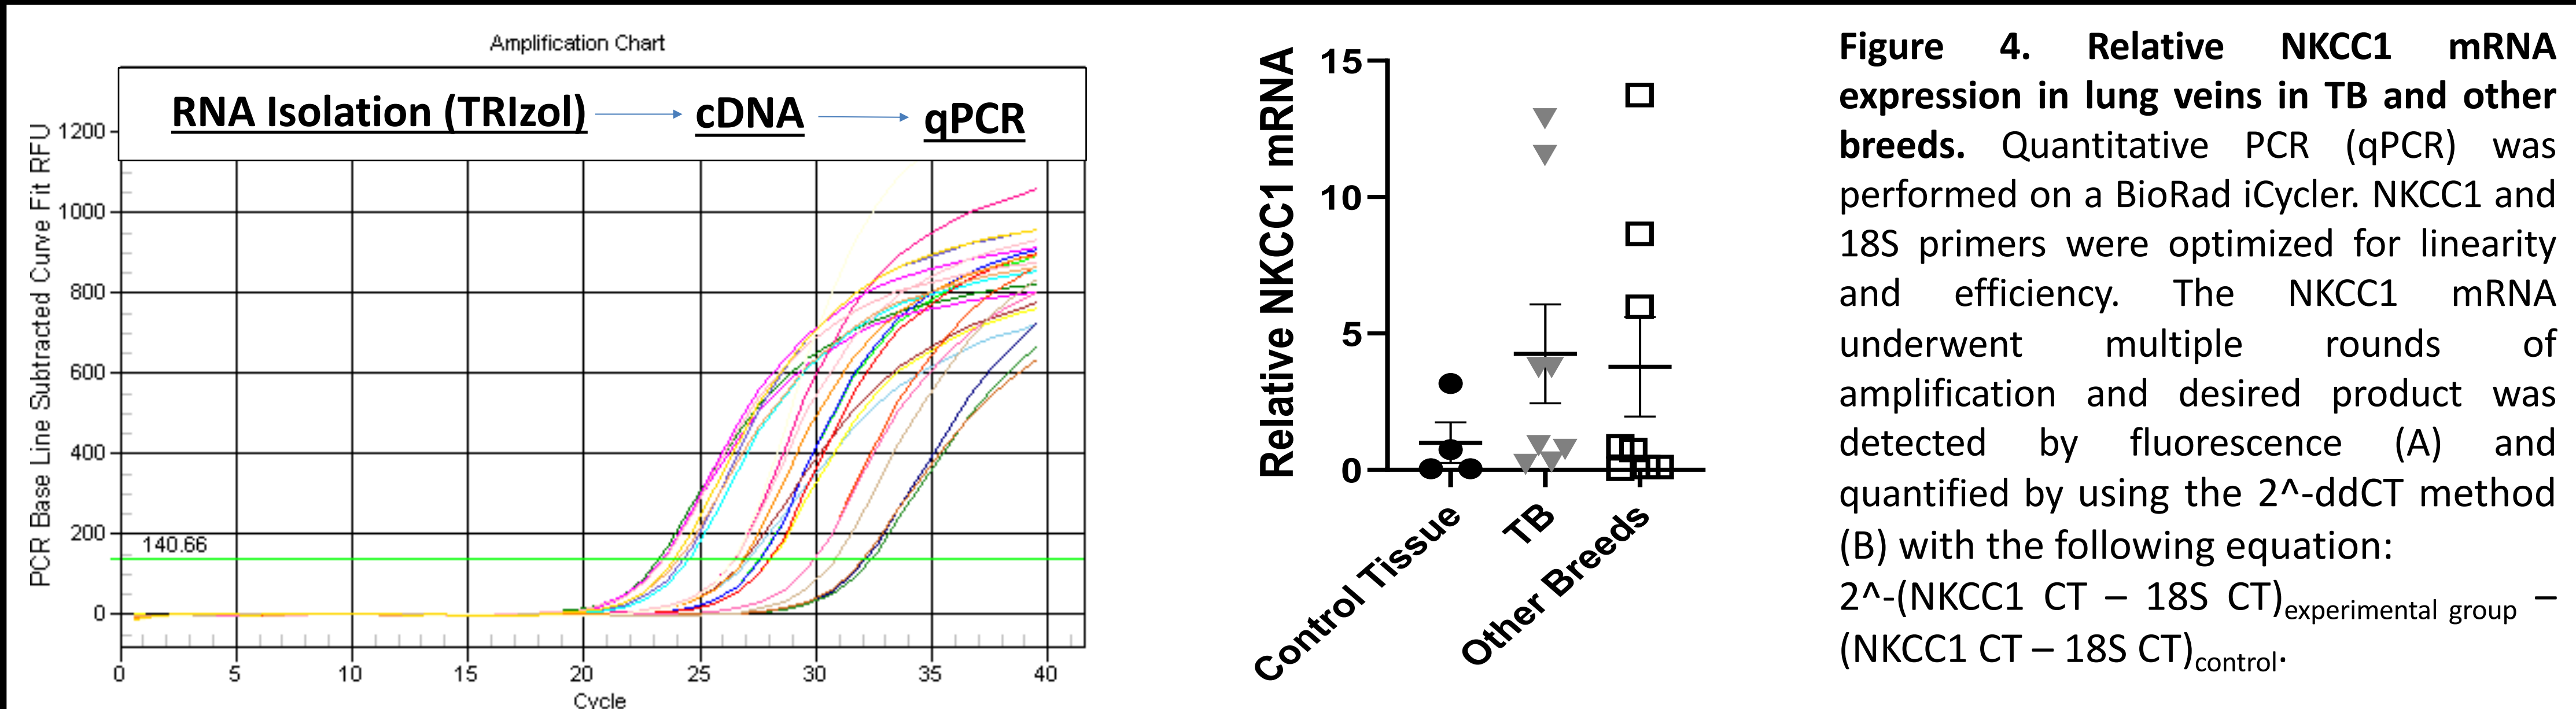 Amplification Chart
RNA Isolation (TRIzol) → cDNA → qPCR
PCR Base Line Subtracted Curve Fit RFU
1200
1000
800
600
400
200
0
140.66
0 5 10 15 20 25 30 35 40
Cycle
Relative NKCC1 mRNA
15
10
5
0
Control Tissue
TB
Other Breeds
Figure 4. Relative NKCC1 mRNA
expression in lung veins in TB and other
breeds. Quantitative PCR (qPCR) was
performed on a BioRad iCycler. NKCC1 and
18S primers were optimized for linearity
and efficiency. The NKCC1 mRNA
underwent multiple rounds of
amplification and desired product was
detected by fluorescence (A) and
quantified by using the 2^-ddCT method
(B) with the following equation:
2^-(NKCC1 CT – 18S CT)experimental group –
(NKCC1 CT – 18S CT)control.